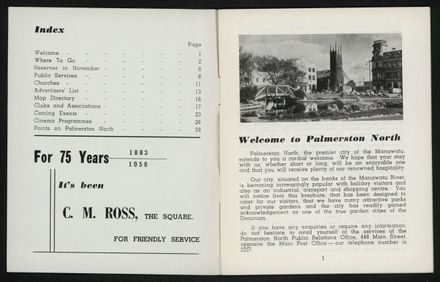 Index
Page
Welcome - - - - - - - 1
Where To Go - - - - - - - 2
Reserves in November - - - - - 6
Public Services - - - - - - 8
Churches - - - - - - - 11
Advertisers' List - - - - - - 13
Map Directory - - - - - - 16
Clubs and Associations - - - - - 17
Coming Events - - - - - - 23
Cinema Programmes - - - - - 26
Points on Palmerston North - - - - 29
For 75 Years 1883
1958
It's been
C. M. ROSS, THE SQUARE.
FOR FRIENDLY SERVICE
Welcome to Palmerston North
Palmerston North, the premier city of the Manawatu,
extends to you a cordial welcome. We hope that your stay
with us, whether short or long, will be an enjoyable one
and that you will receive plenty of our renowned hospitality.
Our city, situated on the banks of the Manawatu River,
is becoming increasingly popular with holiday visitors and
also as an industrial, transport and shopping centre. You
will notice from this brochure, that has been designed to
cater for our visitors, that we have many attractive parks
and private gardens and the city has readily gained
acknowledgement as one of the true garden cities of the
Dominion.
If you have any enquiries or require any information
do not hesitate to avail yourself of the services of the
Palmerston North Public Relations Office, 448 Main Street,
opposite the Main Post Office—our telephone number is
2257.
1